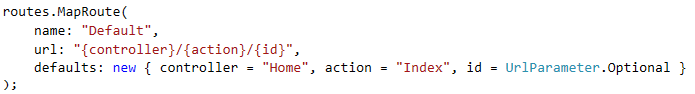 routes.MapRoute(
    name: "Default",
    url: "{controller}/{action}/{id}",
    defaults: new { controller = "Home", action = "Index", id = UrlParameter.Optional }
);